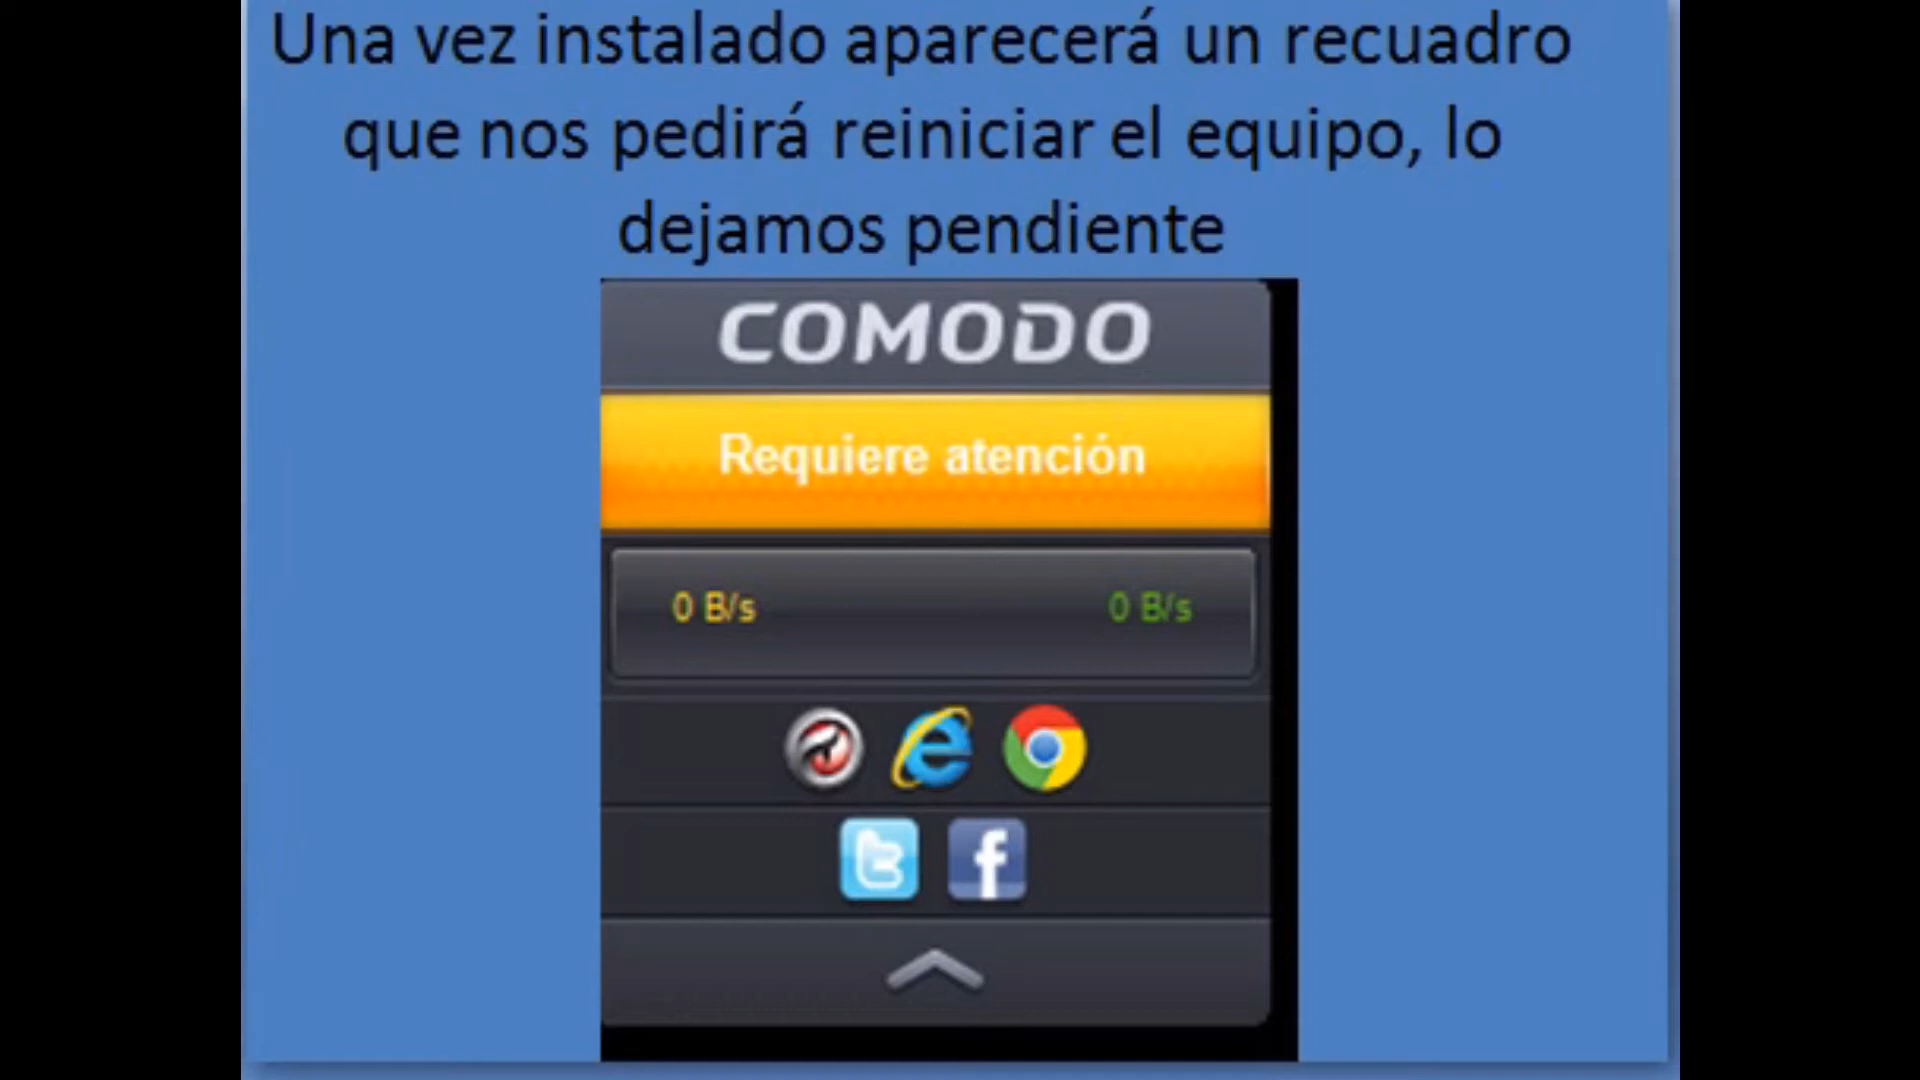 Una vez instalado aparecerá un recuadro
que nos pedirá reiniciar el equipo, lo
dejamos pendiente
COMODO
Requiere atención
0 B/s 0 B/s